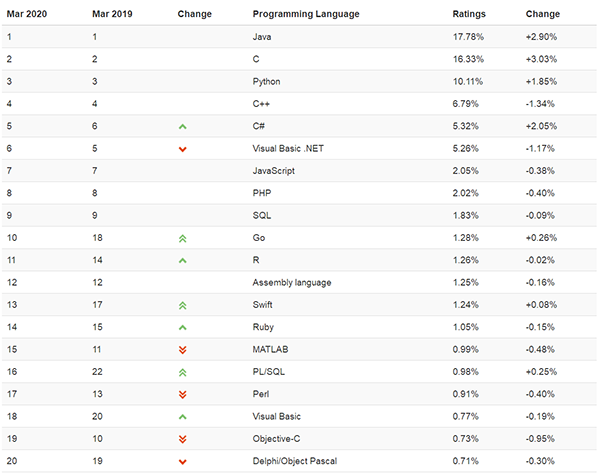 Mar 2020 Mar 2019 Change Programming Language Ratings Change
1 1 Java 17.78% +2.90%
2 2 C 16.33% +3.03%
3 3 Python 10.11% +1.85%
4 4 C++ 6.79% -1.34%
5 6 C# 5.32% +2.05%
6 5 Visual Basic .NET 5.26% -1.17%
7 7 JavaScript 2.05% -0.38%
8 8 PHP 2.02% -0.40%
9 9 SQL 1.83% -0.09%
10 18 Go 1.28% +0.26%
11 14 R 1.26% -0.02%
12 12 Assembly language 1.25% -0.16%
13 17 Swift 1.24% +0.08%
14 15 Ruby 1.05% -0.15%
15 11 MATLAB 0.99% -0.48%
16 22 PL/SQL 0.98% +0.25%
17 13 Perl 0.91% -0.40%
18 20 Visual Basic 0.77% -0.19%
19 10 Objective-C 0.73% -0.95%
20 19 Delphi/Object Pascal 0.71% -0.30%